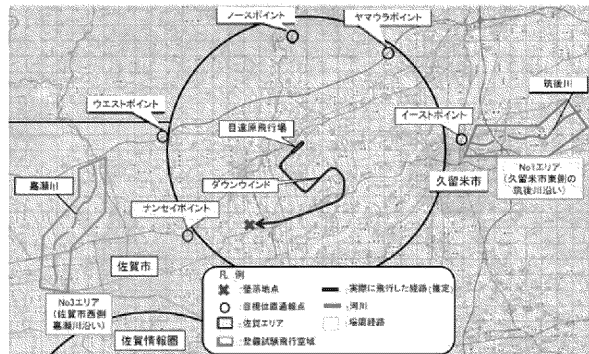 ノースポイント
ヤマウラポイント
筑後川
ウエストポイント
イーストポイント
目達原飛行場
嘉瀬川
ダウンウインド
久留米市
No1エリア
(久留米市東側の
筑後川沿い)
ナンセイポイント
佐賀市
No3エリア
(佐賀市西側
嘉瀬川沿い)
佐賀情報圏
凡 例
:墜落地点
:実際に飛行した経路(推定)
:目視位置通報点
:河川
:佐賀エリア
:場周経路
:整備試験飛行空域